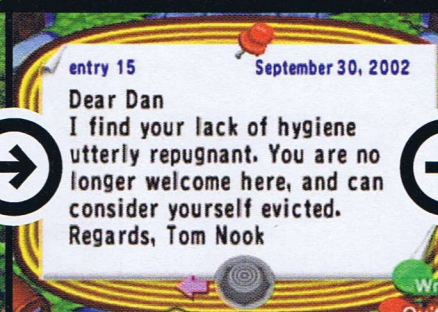 entry 15
September 30, 2002
Dear Dan
I find your lack of hygiene
utterly repugnant. You are no
longer welcome here, and can
consider yourself evicted.
Regards, Tom Nook